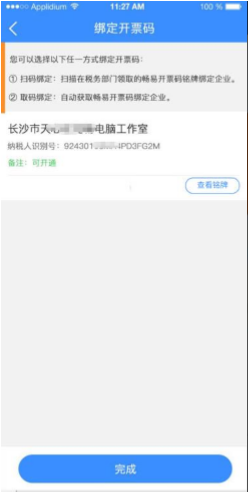 Applidium 11:27 AM 100 %
绑定开票码
您可以选择以下任一方式绑定开票码：
① 扫码绑定：扫描在税务部门领取的畅易开票码铭牌绑定企业。
② 取码绑定：自动获取畅易开票码绑定企业。
长沙市天 电脑工作室
纳税人识别号：924301 PD3FG2M
备注：可开通
查看铭牌
完成